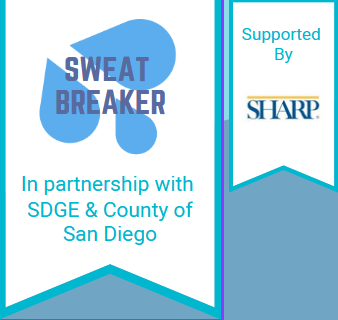 SWEAT
BREAKER
In partnership with
SDGE & County of
San Diego
Supported
By
SHARP®